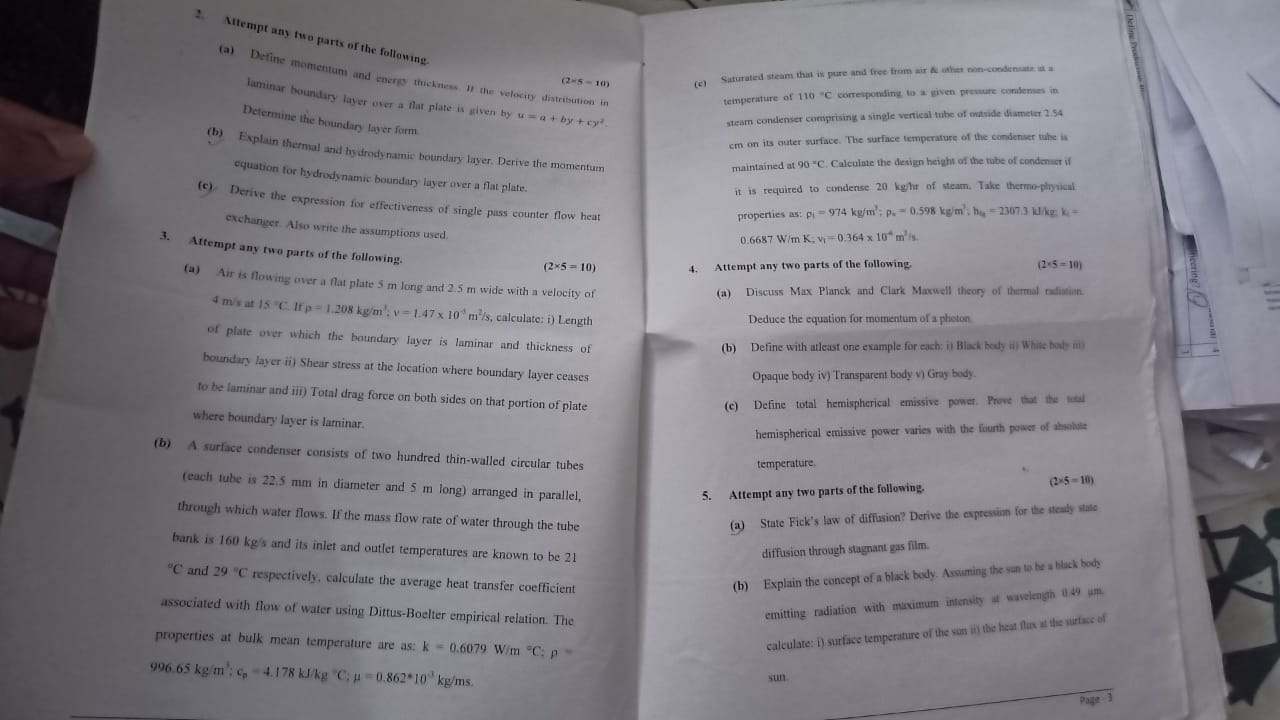 2. Attempt any two parts of the following.
(2×5 = 10)
(a) Define momentum and energy thickness. If the velocity distribution in
laminar boundary layer over a flat plate is given by u = a + by + cy².
Determine the boundary layer form.
(b) Explain thermal and hydrodynamic boundary layer. Derive the momentum
equation for hydrodynamic boundary layer over a flat plate.
(c) Derive the expression for effectiveness of single pass counter flow heat
exchanger. Also write the assumptions used.
3. Attempt any two parts of the following.
(2×5 = 10)
(a) Air is flowing over a flat plate 5 m long and 2.5 m wide with a velocity of
4 m/s at 15 °C. If ρ = 1.208 kg/m³; ν = 1.47 x 10⁻⁵ m²/s, calculate: i) Length
of plate over which the boundary layer is laminar and thickness of
boundary layer ii) Shear stress at the location where boundary layer ceases
to be laminar and iii) Total drag force on both sides on that portion of plate
where boundary layer is laminar.
(b) A surface condenser consists of two hundred thin-walled circular tubes
(each tube is 22.5 mm in diameter and 5 m long) arranged in parallel,
through which water flows. If the mass flow rate of water through the tube
bank is 160 kg/s and its inlet and outlet temperatures are known to be 21
°C and 29 °C respectively, calculate the average heat transfer coefficient
associated with flow of water using Dittus-Boelter empirical relation. The
properties at bulk mean temperature are as: k = 0.6079 W/m °C; ρ =
996.65 kg/m³; cₚ = 4.178 kJ/kg °C; μ = 0.862*10⁻³ kg/ms.
(c) Saturated steam that is pure and free from air & other non-condensate at a
temperature of 110 °C corresponding to a given pressure condenses in
steam condenser comprising a single vertical tube of outside diameter 2.54
cm on its outer surface. The surface temperature of the condenser tube is
maintained at 90 °C. Calculate the design height of the tube of condenser if
it is required to condense 20 kg/hr of steam. Take thermo-physical
properties as: ρₗ = 974 kg/m³; ρᵥ = 0.598 kg/m³; h = 2307.3 kJ/kg; kₗ =
0.6687 W/m K; νₗ = 0.364 x 10⁻⁶ m²/s.
4. Attempt any two parts of the following.
(2×5 = 10)
(a) Discuss Max Planck and Clark Maxwell theory of thermal radiation.
Deduce the equation for momentum of a photon.
(b) Define with atleast one example for each: i) Black body ii) White body iii)
Opaque body iv) Transparent body v) Gray body.
(c) Define total hemispherical emissive power. Prove that the total
hemispherical emissive power varies with the fourth power of absolute
temperature.
5. Attempt any two parts of the following.
(2×5 = 10)
(a) State Fick's law of diffusion? Derive the expression for the steady state
diffusion through stagnant gas film.
(b) Explain the concept of a black body. Assuming the sun to be a black body
emitting radiation with maximum intensity at wavelength 0.49 μm,
calculate: i) surface temperature of the sun ii) the heat flux at the surface of
sun.
Page - 3